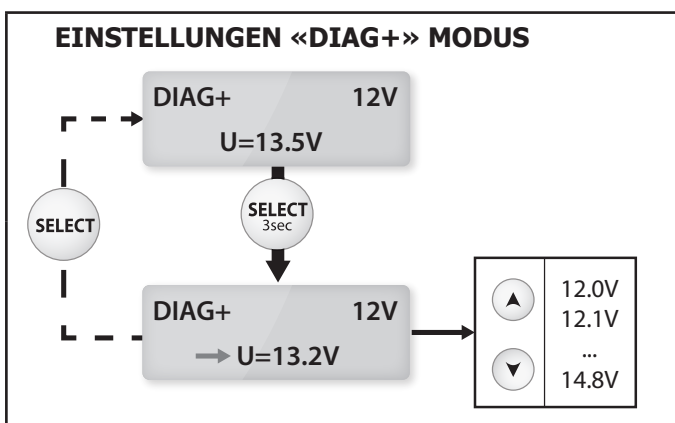 EINSTELLUNGEN «DIAG+» MODUS
DIAG+ 12V
U=13.5V
SELECT
SELECT
3sec
DIAG+ 12V
U=13.2V
12.0V
12.1V
...
14.8V